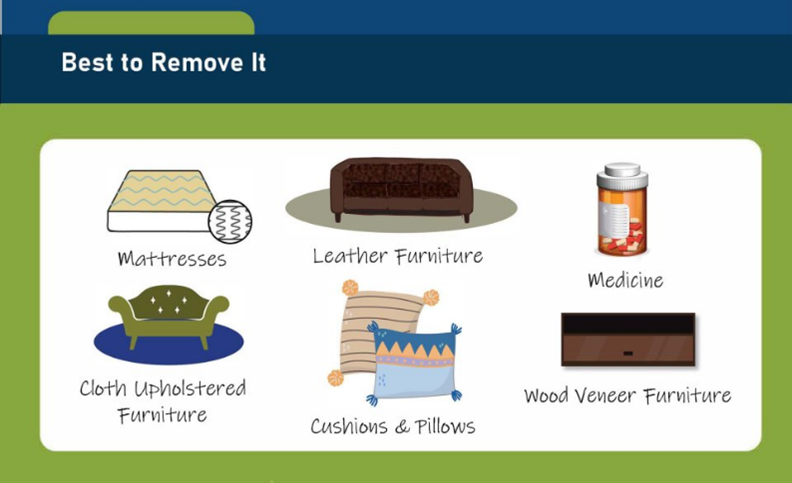 Best to Remove It
Mattresses
Leather Furniture
Medicine
Cloth Upholstered
Furniture
Cushions & Pillows
Wood Veneer Furniture